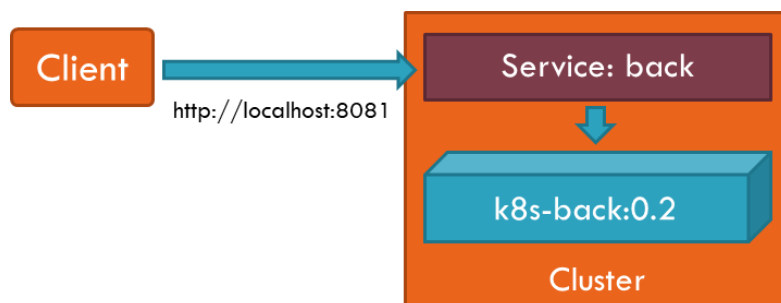 Client
http://localhost:8081
Service: back
k8s-back:0.2
Cluster